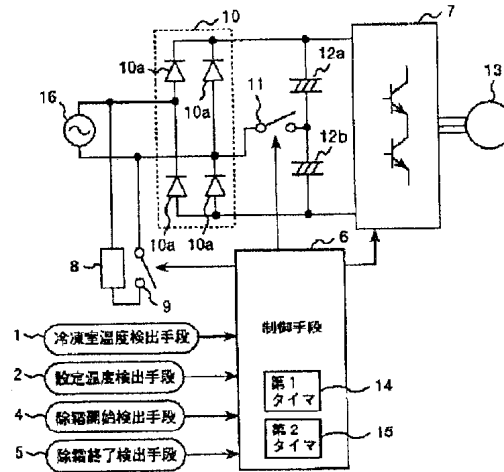 10
7
10a
10a
12a
13
16
11
12b
10a
10a
6
8
9
制御手段
1 冷凍室温度検出手段
2 設定温度検出手段
第1
タイマ
14
4 除霜開始検出手段
第2
タイマ
15
5 除霜終了検出手段